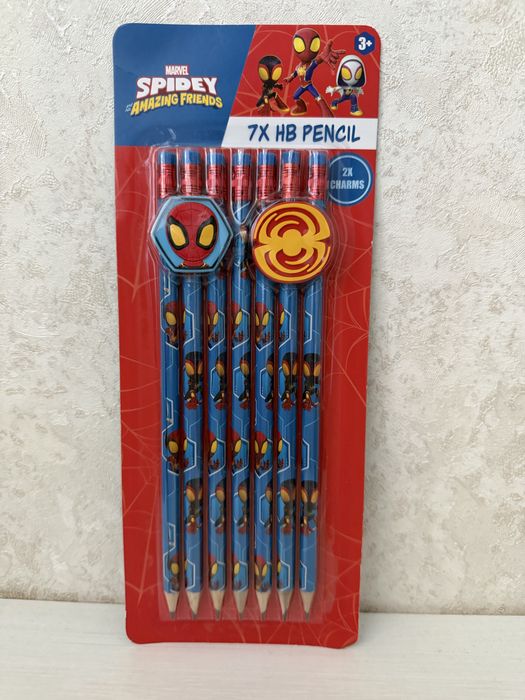 MARVEL
SPIDEY
AND HIS
AMAZING FRIENDS
3+
7X HB PENCIL
2X
CHARMS